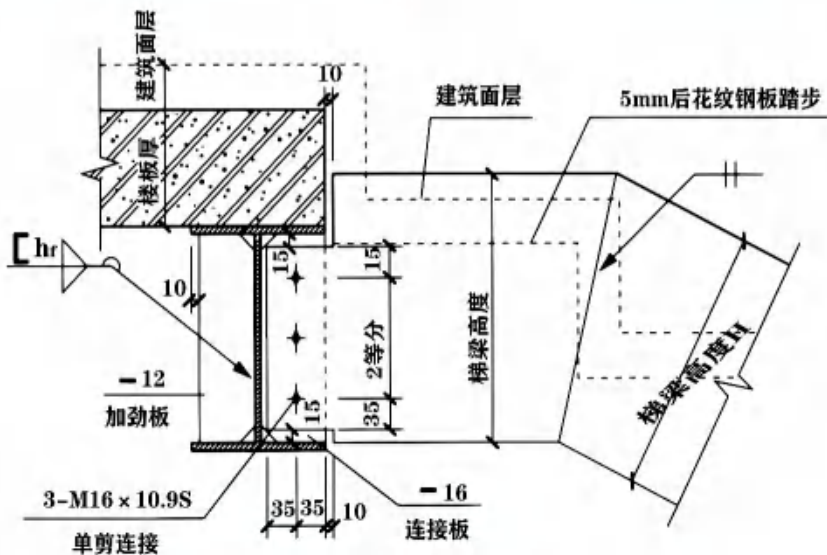 建筑面层
楼板厚
10
建筑面层
5mm后花纹钢板踏步
hf
10
15
15
2等分
35
15
梯梁高度
梯梁高度H
-12
加劲板
3-M16×10.9S
单剪连接
35
35
10
-16
连接板